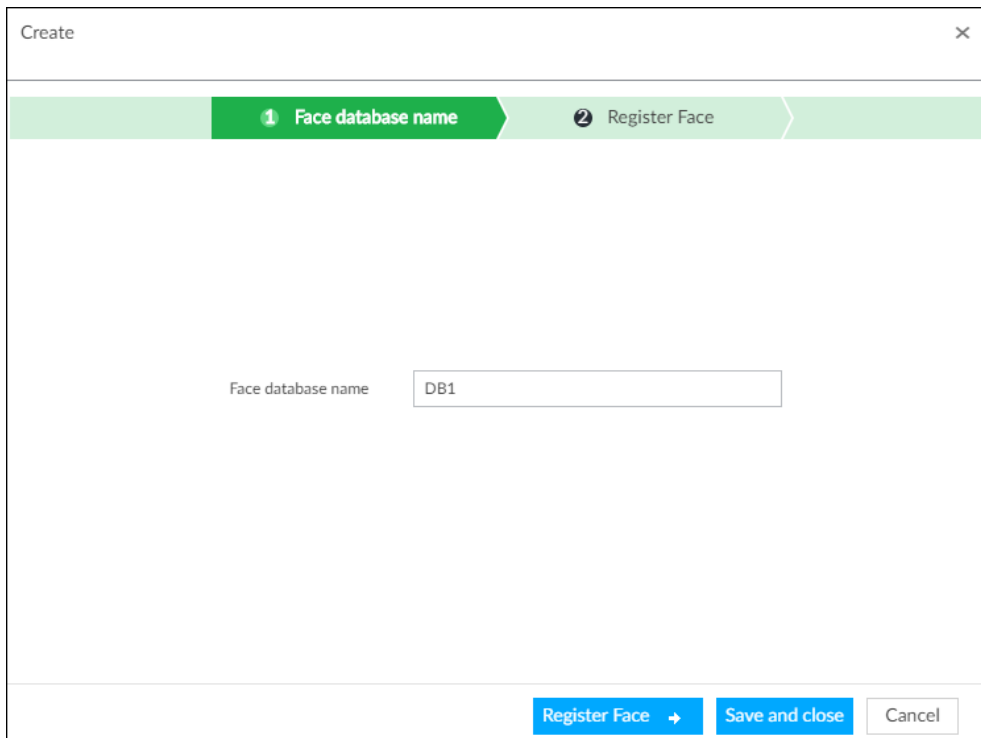 Create
1 Face database name 2 Register Face
Face database name DB1
Register Face Save and close Cancel